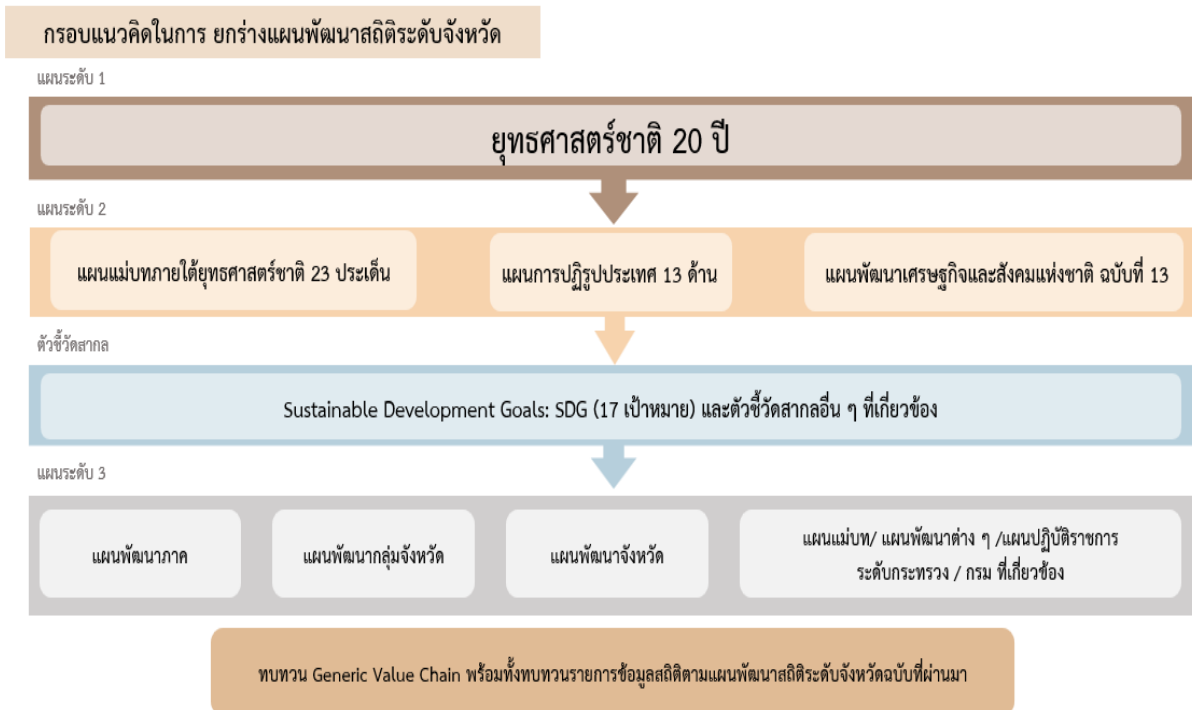 กรอบแนวคิดในการ ยกร่างแผนพัฒนาสถิติระดับจังหวัด
แผนระดับ 1
ยุทธศาสตร์ชาติ 20 ปี
แผนระดับ 2
แผนแม่บทภายใต้ยุทธศาสตร์ชาติ 23 ประเด็น
แผนการปฏิรูปประเทศ 13 ด้าน
แผนพัฒนาเศรษฐกิจและสังคมแห่งชาติ ฉบับที่ 13
ตัวชี้วัดสากล
Sustainable Development Goals: SDG (17 เป้าหมาย) และตัวชี้วัดสากลอื่น ๆ ที่เกี่ยวข้อง
แผนระดับ 3
แผนพัฒนาภาค
แผนพัฒนากลุ่มจังหวัด
แผนพัฒนาจังหวัด
แผนแม่บท/ แผนพัฒนาต่าง ๆ /แผนปฏิบัติราชการ
ระดับกระทรวง / กรม ที่เกี่ยวข้อง
ทบทวน Generic Value Chain พร้อมทั้งทบทวนรายการข้อมูลสถิติตามแผนพัฒนาสถิติระดับจังหวัดฉบับที่ผ่านมา